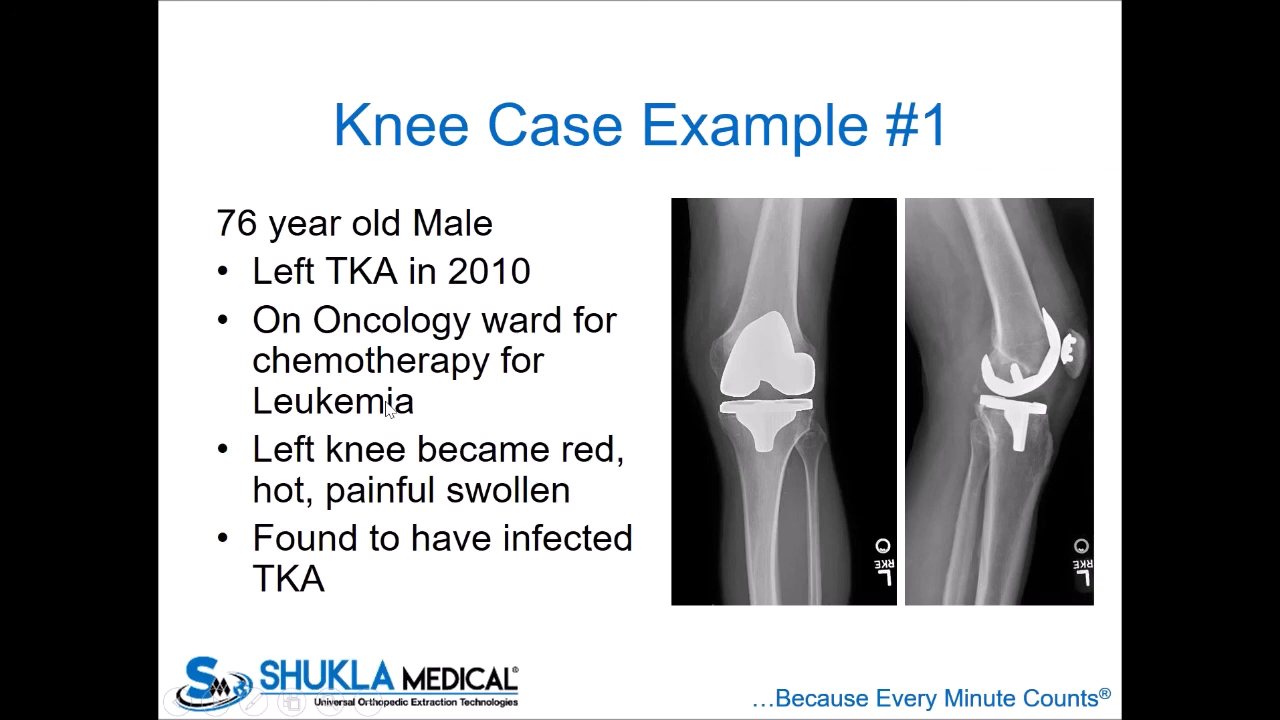 Knee Case Example #1
76 year old Male
• Left TKA in 2010
• On Oncology ward for
chemotherapy for
Leukemia
• Left knee became red,
hot, painful swollen
• Found to have infected
TKA
O
RKE
L
O
RKE
L
SHUKLA MEDICAL®
Universal Orthopedic Extraction Technologies
...Because Every Minute Counts®